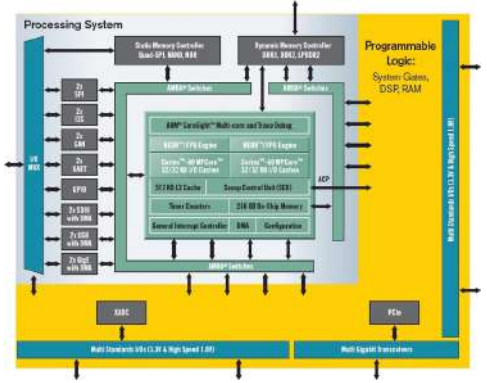 Processing System
Static Memory Controller
Quad-SPI, NAND, NOR
Dynamic Memory Controller
DDR3, DDR2, LPDDR2
Programmable
Logic:
System Gates,
DSP, RAM
AMBA® Switches
AMBA® Switches
2x
SPI
2x
I2C
2x
CAN
2x
UART
GPIO
2x SDIO
with DMA
2x USB
with DMA
2x GigE
with DMA
I/O
MUX
ARM® CoreSight™ Multi-core and Trace Debug
NEON™/ FPU Engine
NEON™/ FPU Engine
Cortex™-A9 MPCore™
32/32 KB I/D Caches
Cortex™-A9 MPCore™
32/32 KB I/D Caches
512 KB L2 Cache
Snoop Control Unit (SCU)
Timer Counters
256 KB On-Chip Memory
General Interrupt Controller
DMA
Configuration
ACP
AMBA® Switches
Multi Standards I/Os (3.3V & High Speed 1.8V)
XADC
PCIe
Multi Standards I/Os (3.3V & High Speed 1.8V)
Multi Gigabit Transceivers